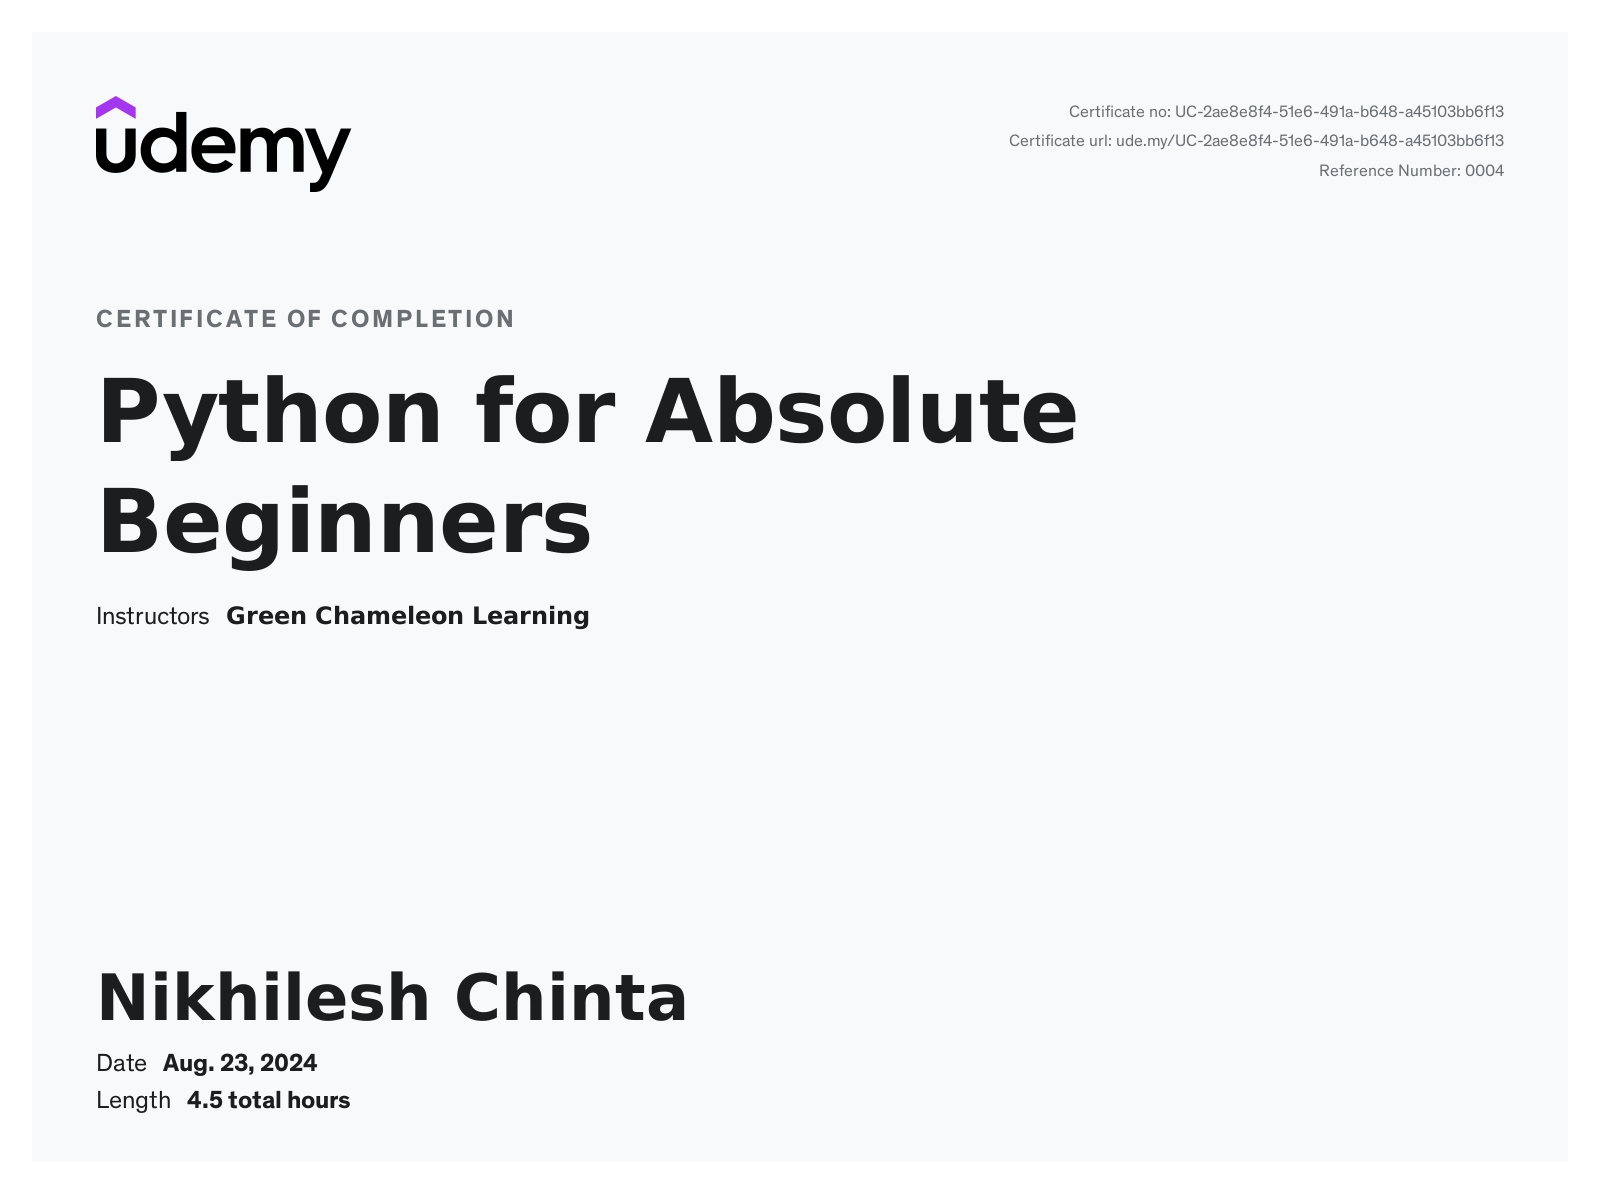 udemy
Certificate no: UC-2ae8e8f4-51e6-491a-b648-a45103bb6f13
Certificate url: ude.my/UC-2ae8e8f4-51e6-491a-b648-a45103bb6f13
Reference Number: 0004
CERTIFICATE OF COMPLETION
Python for Absolute
Beginners
Instructors Green Chameleon Learning
Nikhilesh Chinta
Date Aug. 23, 2024
Length 4.5 total hours